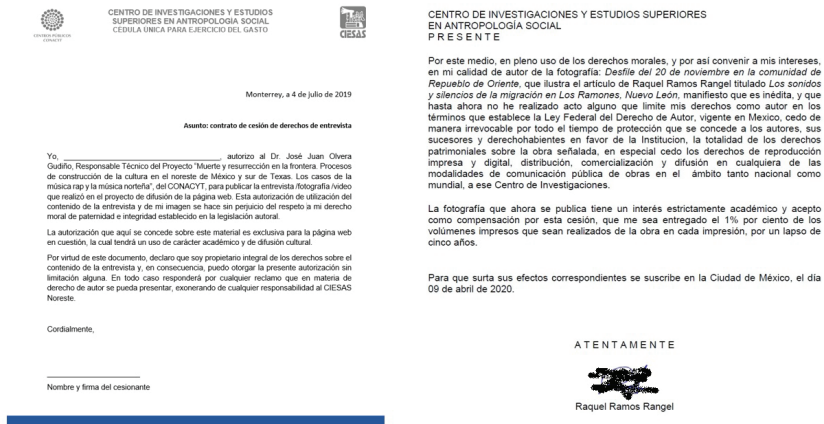 CENTROS PÚBLICOS
CONACYT
CENTRO DE INVESTIGACIONES Y ESTUDIOS
SUPERIORES EN ANTROPOLOGÍA SOCIAL
CÉDULA ÚNICA PARA EJERCICIO DEL GASTO
CIESAS
Monterrey, a 4 de julio de 2019
Asunto: contrato de cesión de derechos de entrevista
Yo, ____________________, autorizo al Dr. José Juan Olvera
Gudiño, Responsable Técnico del Proyecto "Muerte y resurrección en la frontera. Procesos
de construcción de la cultura en el noreste de México y sur de Texas. Los casos de la
música rap y la música norteña", del CONACYT, para publicar la entrevista /fotografía /video
que realizó en el proyecto de difusión de la página web. Esta autorización de utilización del
contenido de la entrevista y de mi imagen se hace sin perjuicio del respeto a mi derecho
moral de paternidad e integridad establecido en la legislación autoral.
La autorización que aquí se concede sobre este material es exclusiva para la página web
en cuestión, la cual tendrá un uso de carácter académico y de difusión cultural.
Por virtud de este documento, declaro que soy propietario integral de los derechos sobre el
contenido de la entrevista y, en consecuencia, puedo otorgar la presente autorización sin
limitación alguna. En todo caso responderá por cualquier reclamo que en materia de
derecho de autor se pueda presentar, exonerando de cualquier responsabilidad al CIESAS
Noreste.
Cordialmente,
____________________
Nombre y firma del cesionante
CENTRO DE INVESTIGACIONES Y ESTUDIOS SUPERIORES
EN ANTROPOLOGÍA SOCIAL
P R E S E N T E
Por este medio, en pleno uso de los derechos morales, y por así convenir a mis intereses,
en mi calidad de autor de la fotografía: Desfile del 20 de noviembre en la comunidad de
Repueblo de Oriente, que ilustra el artículo de Raquel Ramos Rangel titulado Los sonidos
y silencios de la migración en Los Ramones, Nuevo León, manifiesto que es inédita, y que
hasta ahora no he realizado acto alguno que limite mis derechos como autor en los
términos que establece la Ley Federal del Derecho de Autor, vigente en Mexico, cedo de
manera irrevocable por todo el tiempo de protección que se concede a los autores, sus
sucesores y derechohabientes en favor de la Institucion, la totalidad de los derechos
patrimoniales sobre la obra señalada, en especial cedo los derechos de reproducción
impresa y digital, distribución, comercialización y difusión en cualquiera de las
modalidades de comunicación pública de obras en el ámbito tanto nacional como
mundial, a ese Centro de Investigaciones.
La fotografía que ahora se publica tiene un interés estrictamente académico y acepto
como compensación por esta cesión, que me sea entregado el 1% por ciento de los
volúmenes impresos que sean realizados de la obra en cada impresión, por un lapso de
cinco años.
Para que surta sus efectos correspondientes se suscribe en la Ciudad de México, el día
09 de abril de 2020.
A T E N T A M E N T E
Raquel Ramos Rangel